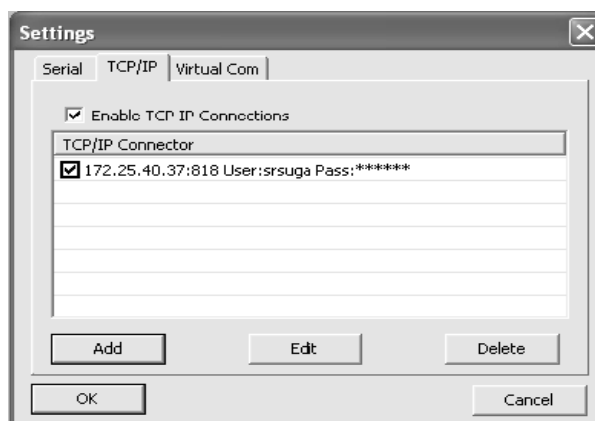 Settings
Serial TCP/IP Virtual Com
Enable TCP IP Connections
TCP/IP Connector
172.25.40.37:818 User:srsuga Pass:******
Add Edit Delete
OK Cancel